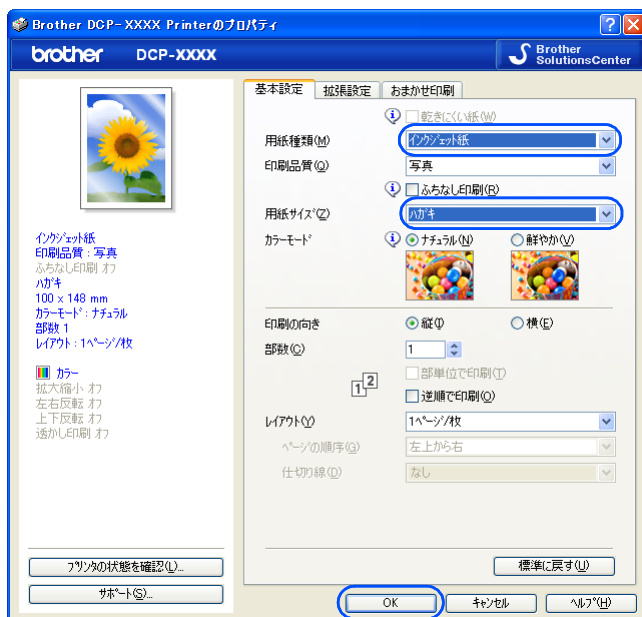 Brother DCP-XXXX Printerのプロパティ
brother DCP-XXXX
Brother
SolutionsCenter
基本設定 拡張設定 おまかせ印刷
乾きにくい紙(W)
用紙種類(M) インクジェット紙
印刷品質(Q) 写真
ふちなし印刷(R)
用紙サイズ(Z) ハガキ
カラーモード ナチュラル(N) 鮮やか(V)
印刷の向き 縦(I) 横(E)
部数(C) 1
部単位で印刷(T)
12
逆順で印刷(O)
レイアウト(Y) 1ページ/枚
ページの順序(G) 左上から右
仕切り線(D) なし
標準に戻す(U)
インクジェット紙
印刷品質 : 写真
ふちなし印刷 オフ
ハガキ
100 x 148 mm
カラーモード : ナチュラル
部数 1
レイアウト : 1ページ/枚
カラー
拡大縮小 オフ
左右反転 オフ
上下反転 オフ
透かし印刷 オフ
プリンタの状態を確認(L)...
サポート(S)...
OK キャンセル ヘルプ(H)